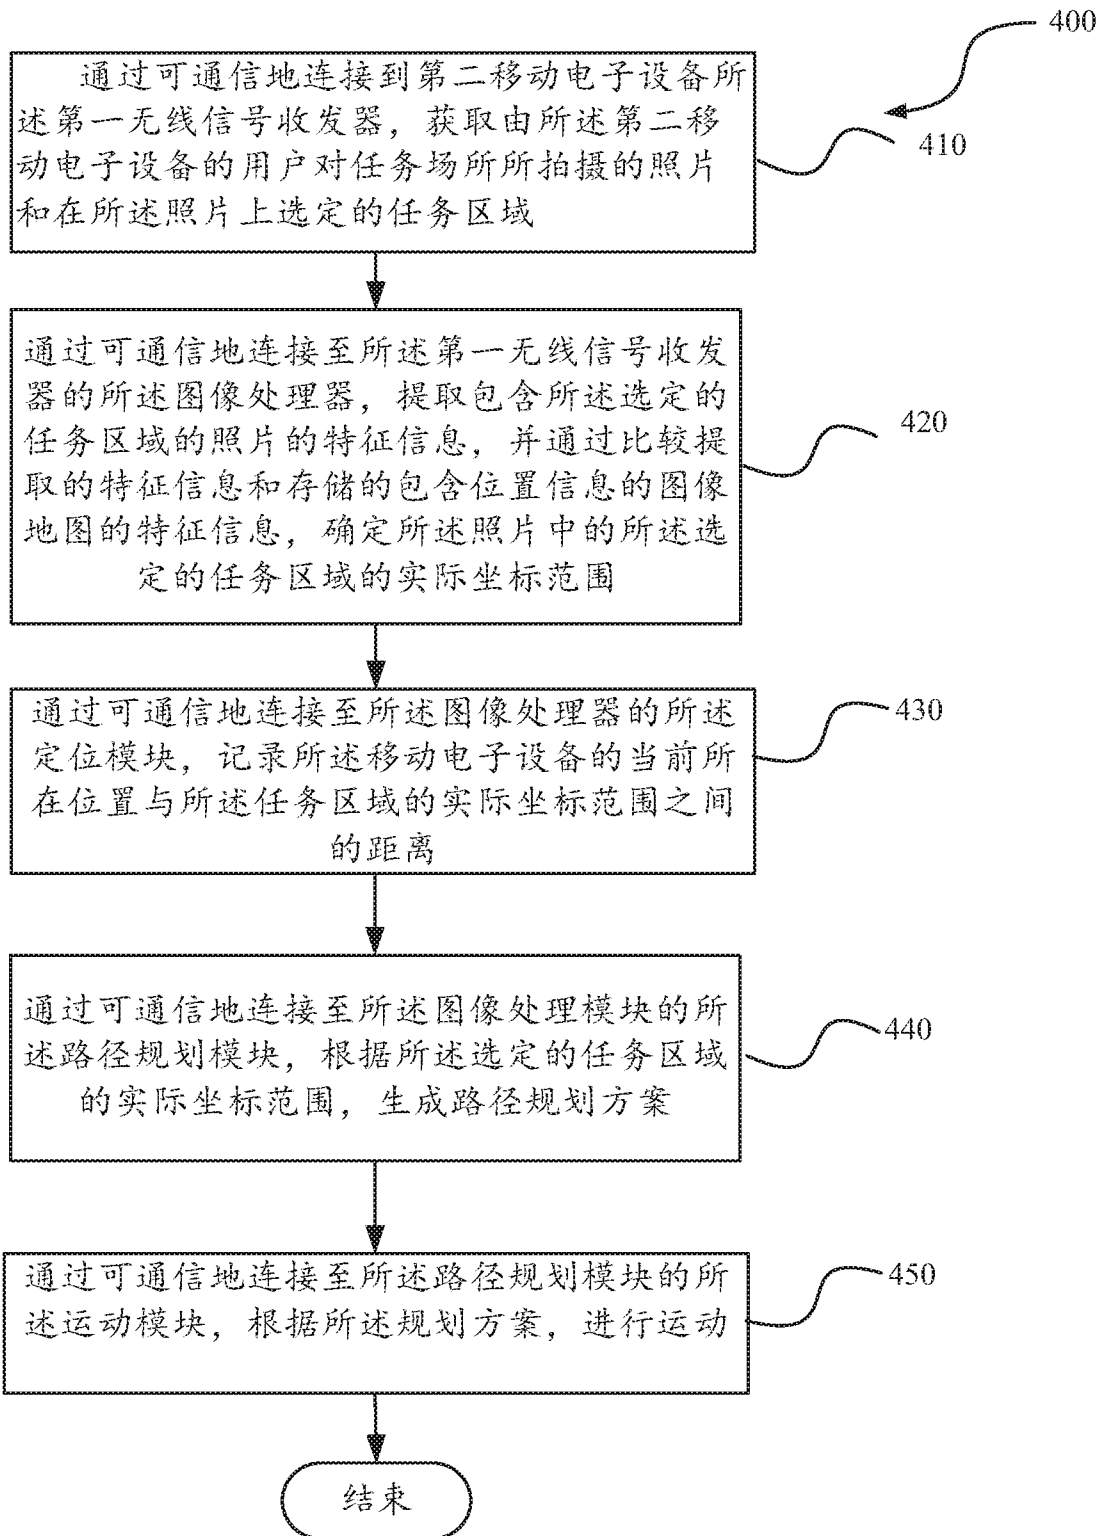 400
通过可通信地连接到第二移动电子设备所
述第一无线信号收发器，获取由所述第二移
动电子设备的用户对任务场所所拍摄的照片
和在所述照片上选定的任务区域
410
通过可通信地连接至所述第一无线信号收发
器的所述图像处理器，提取包含所述选定的
任务区域的照片的特征信息，并通过比较提
取的特征信息和存储的包含位置信息的图像
地图的特征信息，确定所述照片中的所述选
定的任务区域的实际坐标范围
420
通过可通信地连接至所述图像处理器的所述
定位模块，记录所述移动电子设备的当前所
在位置与所述任务区域的实际坐标范围之间
的距离
430
通过可通信地连接至所述图像处理模块的所
述路径规划模块，根据所述选定的任务区域
的实际坐标范围，生成路径规划方案
440
通过可通信地连接至所述路径规划模块的所
述运动模块，根据所述规划方案，进行运动
450
结束